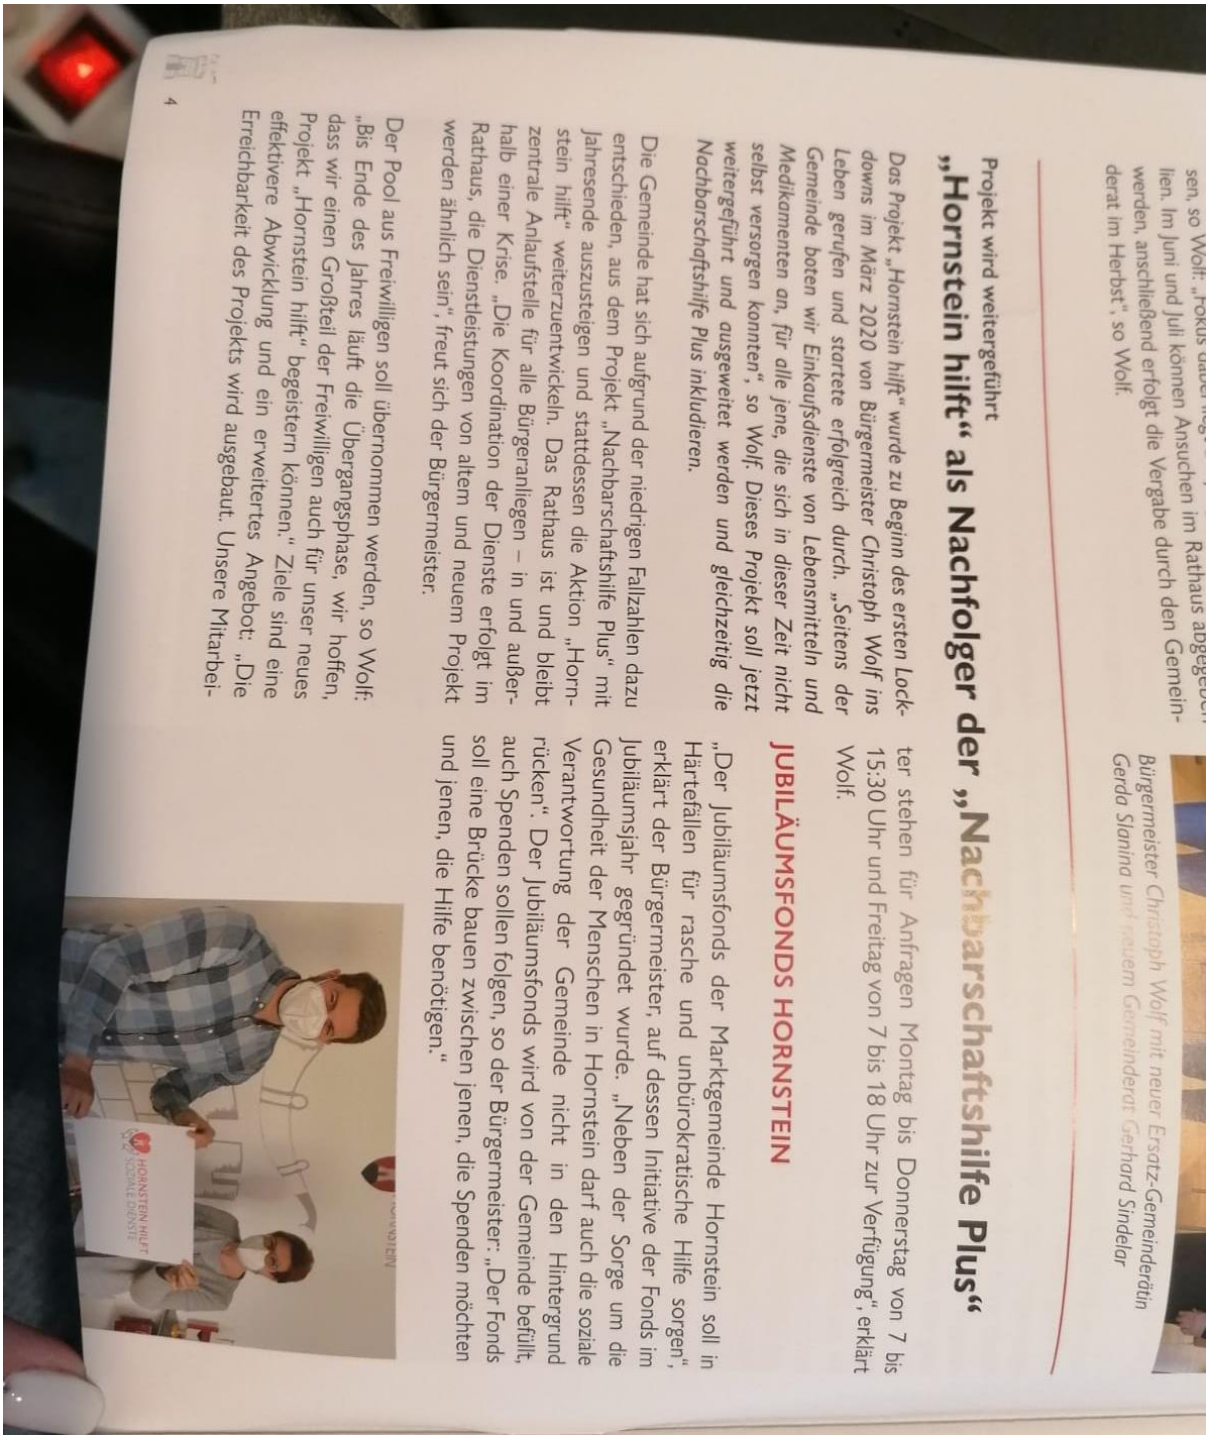 sen, so Wolf: „Fokus dabei
lien. Im Juni und Juli können Ansuchen im Rathaus abgegeben
werden, anschließend erfolgt die Vergabe durch den Gemein-
derat im Herbst“, so Wolf.
Bürgermeister Christoph Wolf mit neuer Ersatz-Gemeinderätin
Gerda Slanina und neuem Gemeinderat Gerhard Sindelar
Projekt wird weitergeführt
„Hornstein hilft“ als Nachfolger der „Nachbarschaftshilfe Plus“
Das Projekt „Hornstein hilft“ wurde zu Beginn des ersten Lock-
downs im März 2020 von Bürgermeister Christoph Wolf ins
Leben gerufen und startete erfolgreich durch. „Seitens der
Gemeinde boten wir Einkaufsdienste von Lebensmitteln und
Medikamenten an, für alle jene, die sich in dieser Zeit nicht
selbst versorgen konnten“, so Wolf. Dieses Projekt soll jetzt
weitergeführt und ausgeweitet werden und gleichzeitig die
Nachbarschaftshilfe Plus inkludieren.
Die Gemeinde hat sich aufgrund der niedrigen Fallzahlen dazu
entschieden, aus dem Projekt „Nachbarschaftshilfe Plus“ mit
Jahresende auszusteigen und stattdessen die Aktion „Horn-
stein hilft“ weiterzuentwickeln. Das Rathaus ist und bleibt
zentrale Anlaufstelle für alle Bürgeranliegen – in und außer-
halb einer Krise. „Die Koordination der Dienste erfolgt im
Rathaus, die Dienstleistungen von altem und neuem Projekt
werden ähnlich sein“, freut sich der Bürgermeister.
Der Pool aus Freiwilligen soll übernommen werden, so Wolf:
„Bis Ende des Jahres läuft die Übergangsphase, wir hoffen,
dass wir einen Großteil der Freiwilligen auch für unser neues
Projekt „Hornstein hilft“ begeistern können.“ Ziele sind eine
effektivere Abwicklung und ein erweitertes Angebot: „Die
Erreichbarkeit des Projekts wird ausgebaut. Unsere Mitarbei-
ter stehen für Anfragen Montag bis Donnerstag von 7 bis
15:30 Uhr und Freitag von 7 bis 18 Uhr zur Verfügung“, erklärt
Wolf.
JUBILÄUMSFONDS HORNSTEIN
„Der Jubiläumsfonds der Marktgemeinde Hornstein soll in
Härtefällen für rasche und unbürokratische Hilfe sorgen“,
erklärt der Bürgermeister, auf dessen Initiative der Fonds im
Jubiläumsjahr gegründet wurde. „Neben der Sorge um die
Gesundheit der Menschen in Hornstein darf auch die soziale
Verantwortung der Gemeinde nicht in den Hintergrund
rücken“. Der Jubiläumsfonds wird von der Gemeinde befüllt,
auch Spenden sollen folgen, so der Bürgermeister: „Der Fonds
soll eine Brücke bauen zwischen jenen, die Spenden möchten
und jenen, die Hilfe benötigen.“
HORNSTEIN HILFT
SOZIALE DIENSTE
4